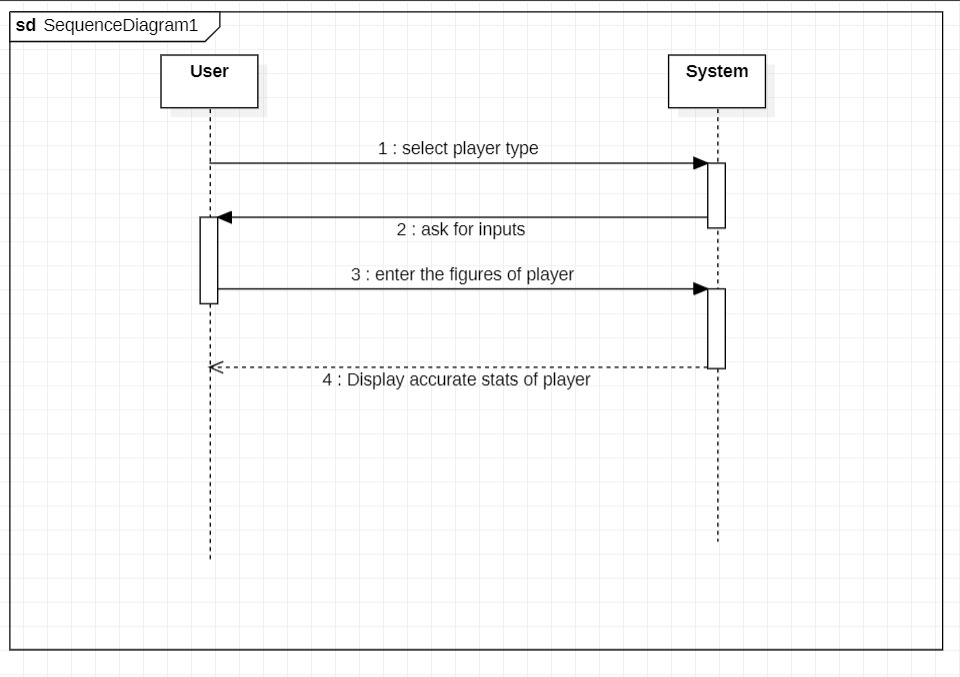 sd SequenceDiagram1
User
System
1 : select player type
2 : ask for inputs
3 : enter the figures of player
4 : Display accurate stats of player